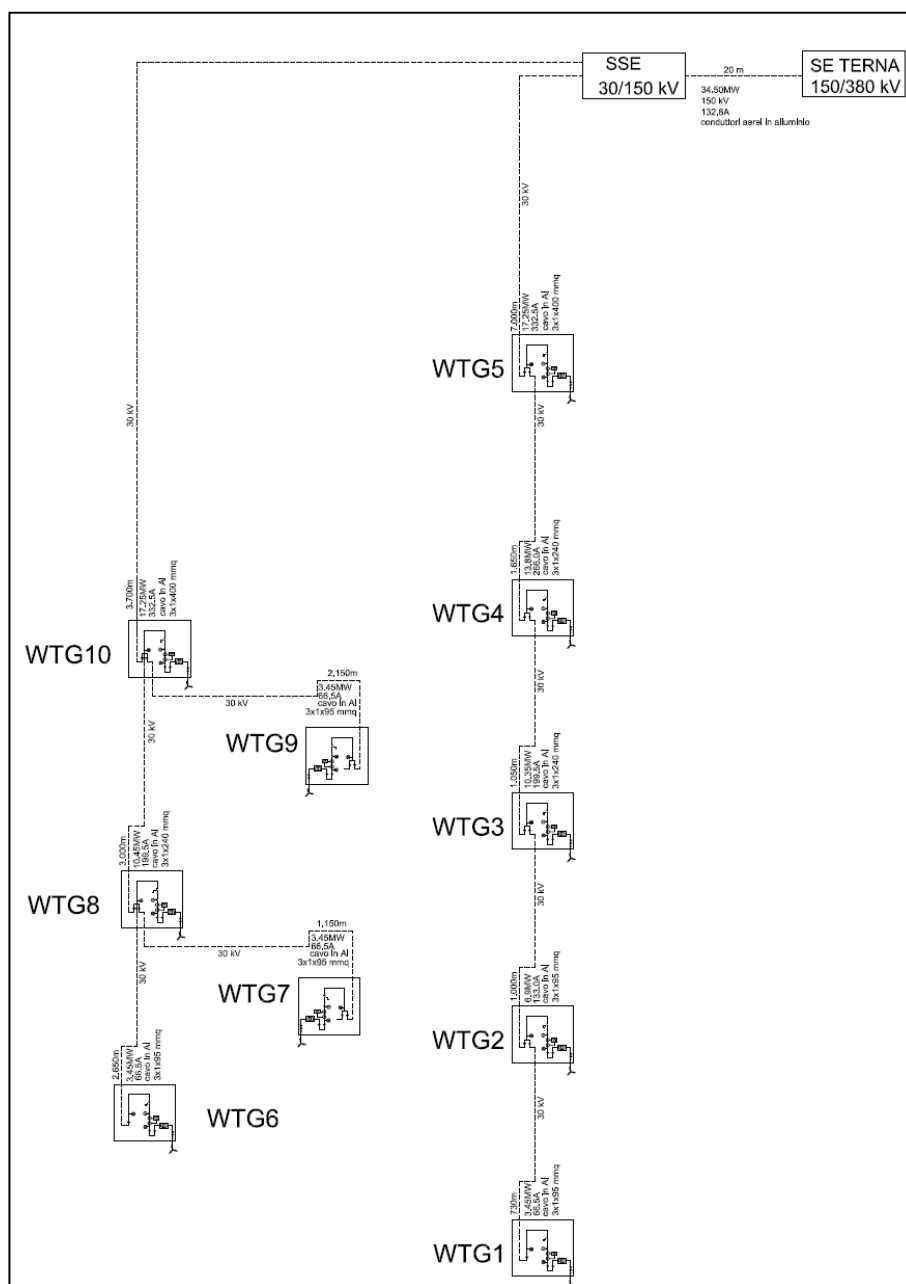 SSE
30/150 kV
20 m
SE TERNA
150/380 kV
34.50MW
150 kV
132,8A
conduttori aerei in alluminio
30 kV
7.000m
17,25MW
332.5A
cavo in Al
3x1x400 mmq
WTG5
30 kV
30 kV
1.650m
13,8MW
266.0A
cavo in Al
3x1x240 mmq
WTG4
3.700m
17,25MW
332.5A
cavo in Al
3x1x400 mmq
WTG10
30 kV
2,150m
3.45MW
66,5A
cavo in Al
3x1x95 mmq
WTG9
30 kV
30 kV
1.050m
10,35MW
199.5A
cavo in Al
3x1x240 mmq
WTG3
3,000m
10,45MW
199.5A
cavo in Al
3x1x240 mmq
WTG8
30 kV
1,150m
3.45MW
66,5A
cavo in Al
3x1x95 mmq
WTG7
30 kV
30 kV
1,000m
6,9MW
133.0A
cavo in Al
3x1x95 mmq
WTG2
2,650m
3,45MW
66.5A
cavo in Al
3x1x95 mmq
WTG6
30 kV
730m
3,45MW
66.5A
cavo in Al
3x1x95 mmq
WTG1